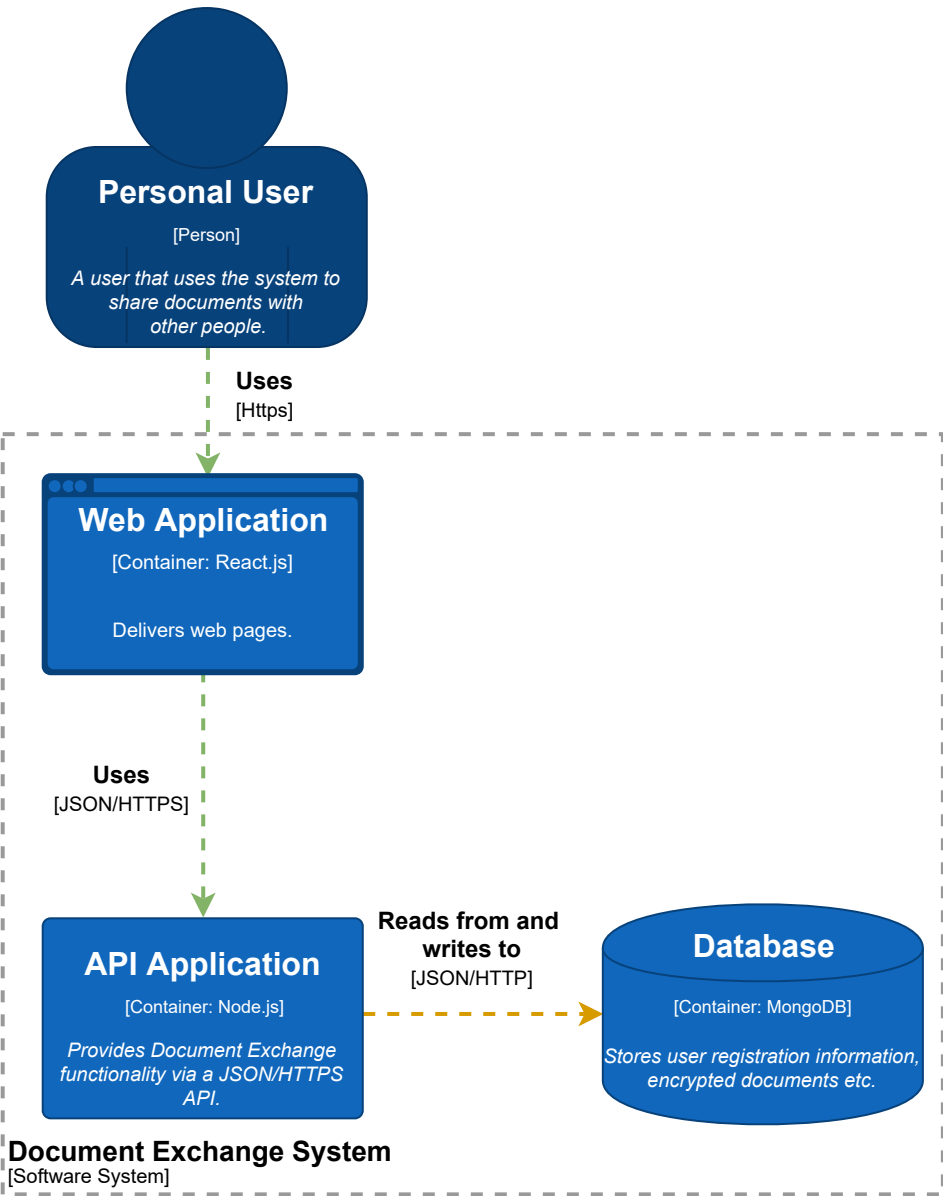 Personal User
[Person]
A user that uses the system to
share documents with
other people.
Uses
[Https]
Web Application
[Container: React.js]
Delivers web pages.
Uses
[JSON/HTTPS]
API Application
[Container: Node.js]
Provides Document Exchange
functionality via a JSON/HTTPS
API.
Reads from and
writes to
[JSON/HTTP]
Database
[Container: MongoDB]
Stores user registration information,
encrypted documents etc.
Document Exchange System
[Software System]